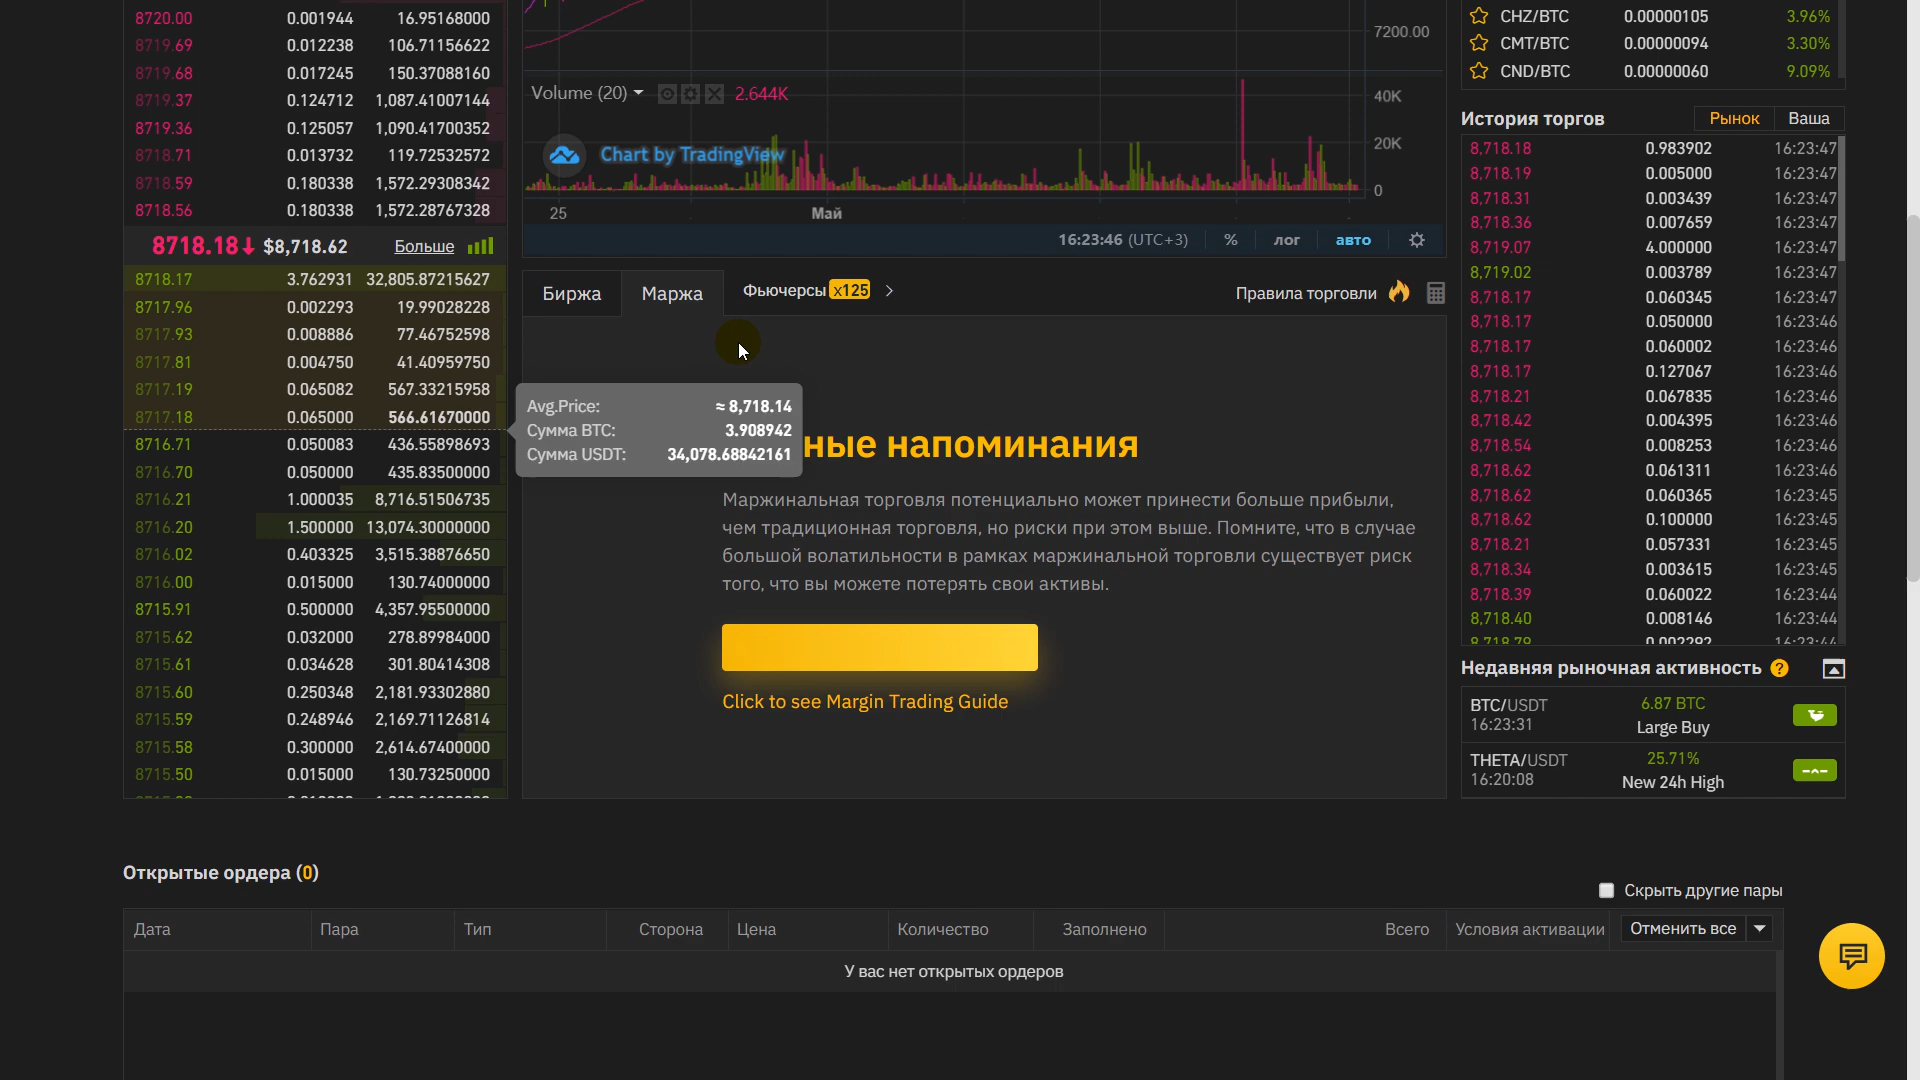 8720.00 0.001944 16.95168000
8719.69 0.012238 106.71156622
8719.68 0.017245 150.37088160
8719.37 0.124712 1,087.41007144
8719.36 0.125057 1,090.41700352
8718.71 0.013732 119.72532572
8718.59 0.180338 1,572.29308342
8718.56 0.180338 1,572.28767328
8718.18↓ $8,718.62 Больше
8718.17 3.762931 32,805.87215627
8717.96 0.002293 19.99028228
8717.93 0.008886 77.46752598
8717.81 0.004750 41.40959750
8717.19 0.065082 567.33215958
8717.18 0.065000 566.61670000
8716.71 0.050083 436.55898693
8716.70 0.050000 435.83500000
8716.21 1.000035 8,716.51506735
8716.20 1.500000 13,074.30000000
8716.02 0.403325 3,515.38876650
8716.00 0.015000 130.74000000
8715.91 0.500000 4,357.95500000
8715.62 0.032000 278.89984000
8715.61 0.034628 301.80414308
8715.60 0.250348 2,181.93302880
8715.59 0.248946 2,169.71126814
8715.58 0.300000 2,614.67400000
8715.50 0.015000 130.73250000
7200.00
Volume (20) 2.644K
40K
20K
0
Chart by TradingView
25 Май
16:23:46 (UTC+3) % лог авто
Биржа Маржа Фьючерсы x125 Правила торговли
Avg.Price: ≈ 8,718.14
Сумма BTC: 3.908942
Сумма USDT: 34,078.68842161
ные напоминания
Маржинальная торговля потенциально может принести больше прибыли,
чем традиционная торговля, но риски при этом выше. Помните, что в случае
большой волатильности в рамках маржинальной торговли существует риск
того, что вы можете потерять свои активы.
Click to see Margin Trading Guide
CHZ/BTC 0.00000105 3.96%
CMT/BTC 0.00000094 3.30%
CND/BTC 0.00000060 9.09%
История торгов Рынок Ваша
8,718.18 0.983902 16:23:47
8,718.19 0.005000 16:23:47
8,718.31 0.003439 16:23:47
8,718.36 0.007659 16:23:47
8,719.07 4.000000 16:23:47
8,719.02 0.003789 16:23:47
8,718.17 0.060345 16:23:47
8,718.17 0.050000 16:23:46
8,718.17 0.060002 16:23:46
8,718.17 0.127067 16:23:46
8,718.21 0.067835 16:23:46
8,718.42 0.004395 16:23:46
8,718.54 0.008253 16:23:46
8,718.62 0.061311 16:23:46
8,718.62 0.060365 16:23:45
8,718.62 0.100000 16:23:45
8,718.21 0.057331 16:23:45
8,718.34 0.003615 16:23:45
8,718.39 0.060022 16:23:44
8,718.40 0.008146 16:23:44
8,718.79 0.002292 16:23:44
Недавняя рыночная активность ?
BTC/USDT 6.87 BTC
16:23:31 Large Buy
THETA/USDT 25.71%
16:20:08 New 24h High
Открытые ордера (0)
Скрыть другие пары
Дата Пара Тип Сторона Цена Количество Заполнено Всего Условия активации Отменить все
У вас нет открытых ордеров